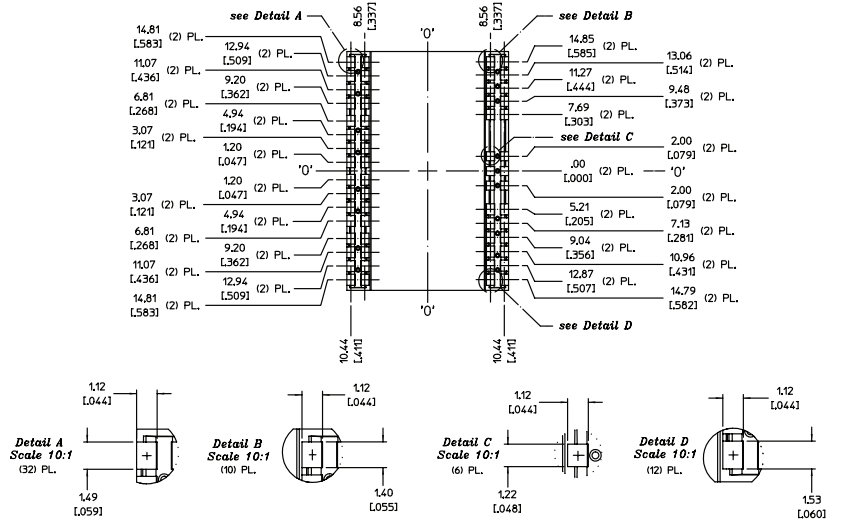 see Detail A
8.56
[.337]
'0'
8.56
[.337]
see Detail B
14.81
[.583] (2) PL.
12.94
[.509] (2) PL.
11.07
[.436] (2) PL.
9.20
[.362] (2) PL.
6.81
[.268] (2) PL.
4.94
[.194] (2) PL.
3.07
[.121] (2) PL.
1.20
[.047] (2) PL.
'0'
1.20
[.047] (2) PL.
3.07
[.121] (2) PL.
4.94
[.194] (2) PL.
6.81
[.268] (2) PL.
9.20
[.362] (2) PL.
11.07
[.436] (2) PL.
12.94
[.509] (2) PL.
14.81
[.583] (2) PL.
14.85
[.585] (2) PL.
13.06
[.514] (2) PL.
11.27
[.444] (2) PL.
9.48
[.373] (2) PL.
7.69
[.303] (2) PL.
see Detail C
2.00
[.079] (2) PL.
.00
[.000] (2) PL.
'0'
2.00
[.079] (2) PL.
5.21
[.205] (2) PL.
7.13
[.281] (2) PL.
9.04
[.356] (2) PL.
10.96
[.431] (2) PL.
12.87
[.507] (2) PL.
14.79
[.582] (2) PL.
'0'
see Detail D
10.44
[.411]
10.44
[.411]
1.12
[.044]
Detail A
Scale 10:1
(32) PL.
1.49
[.059]
1.12
[.044]
Detail B
Scale 10:1
(10) PL.
1.40
[.055]
1.12
[.044]
Detail C
Scale 10:1
(6) PL.
1.22
[.048]
1.12
[.044]
Detail D
Scale 10:1
(12) PL.
1.53
[.060]